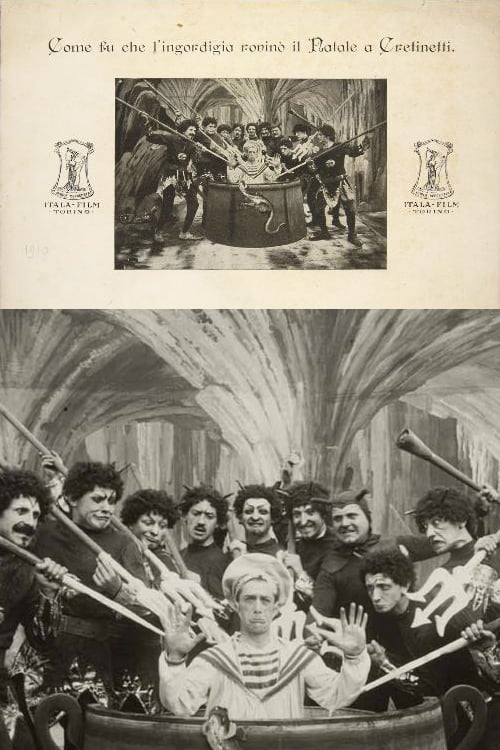 Come fu che l'ingordigia rovinò il Natale a Cretinetti.
ITALA-FILM
·TORINO·
ITALA-FILM
·TORINO·
1910